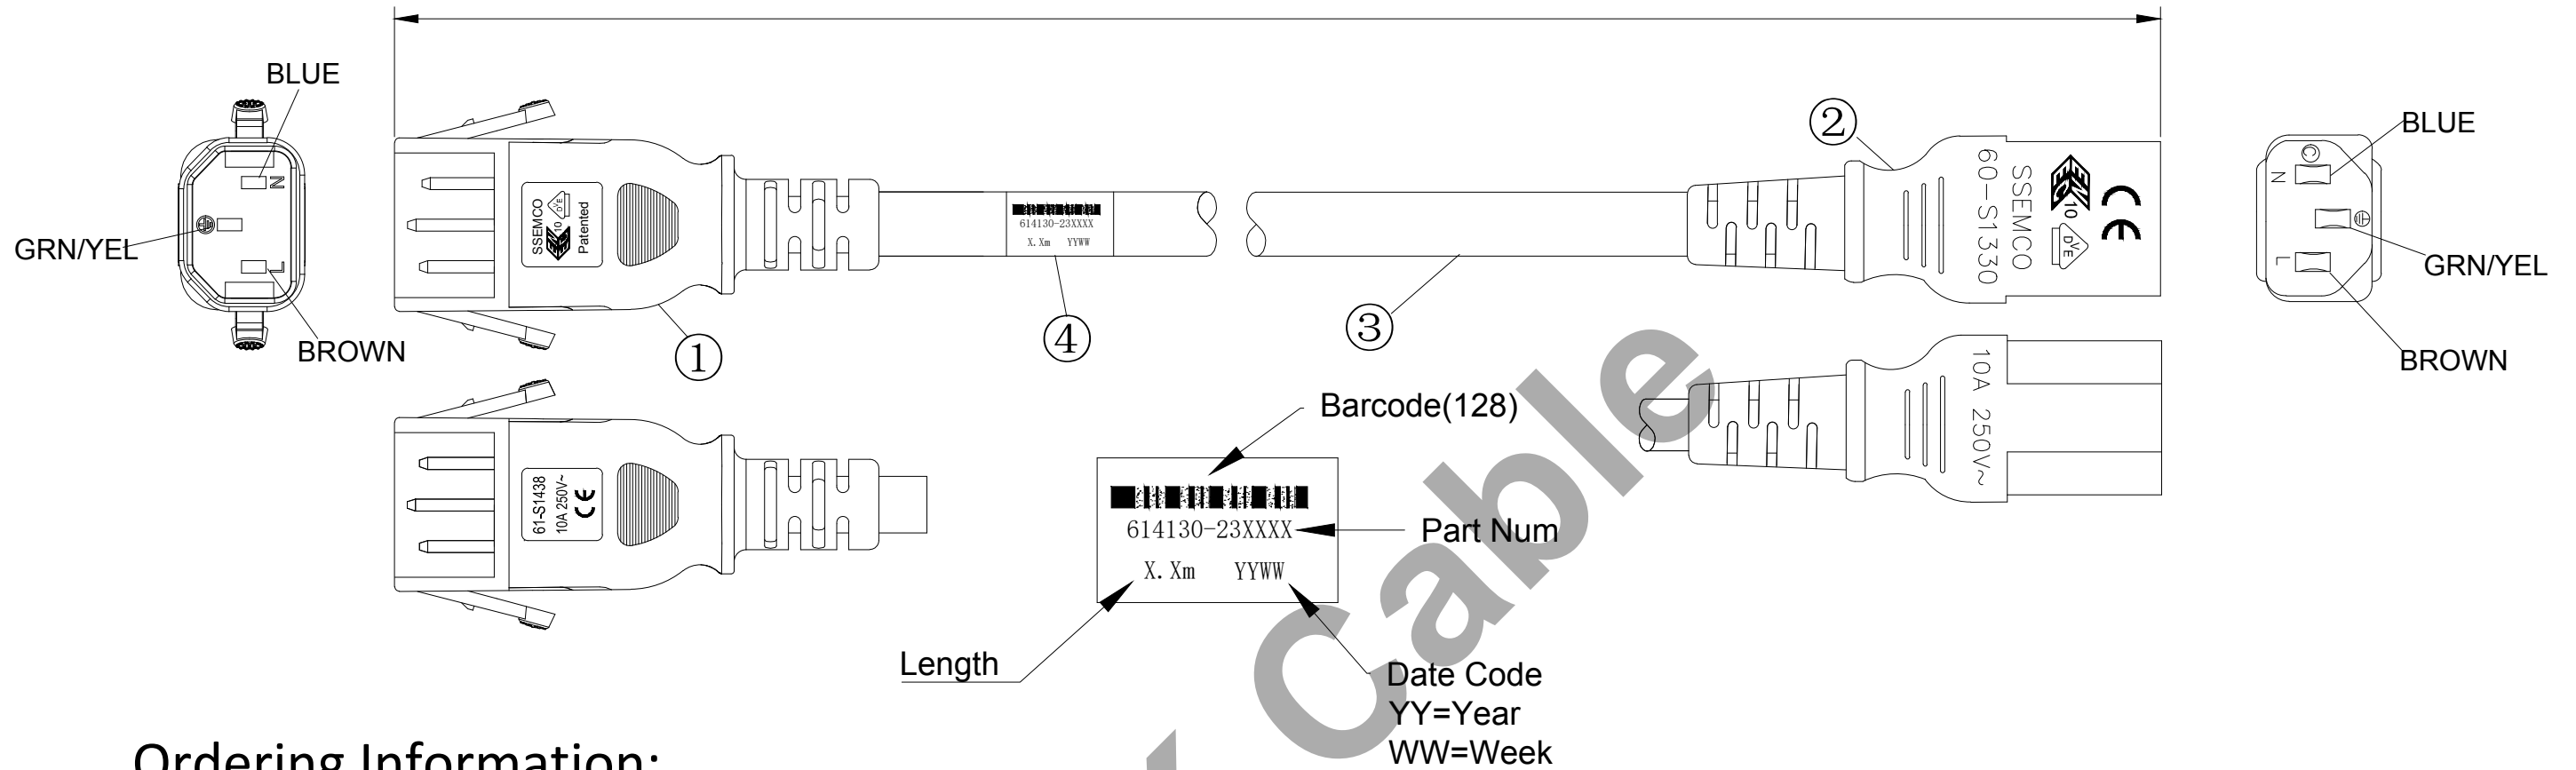 BLUE
N
GRN/YEL
L
BROWN
SSEMCO
10
DVE
Patented
①
614130-23XXXX
X.Xm YYWW
④
③
②
60-S1330
SSEMCO
10
DVE
CE
BLUE
N
GRN/YEL
L
BROWN
61-S1438
10A 250V~
CE
10A 250V~
Barcode(128)
614130-23XXXX
Part Num
X.Xm YYWW
Length
Date Code
YY=Year
WW=Week
Cable
Ordering Information: